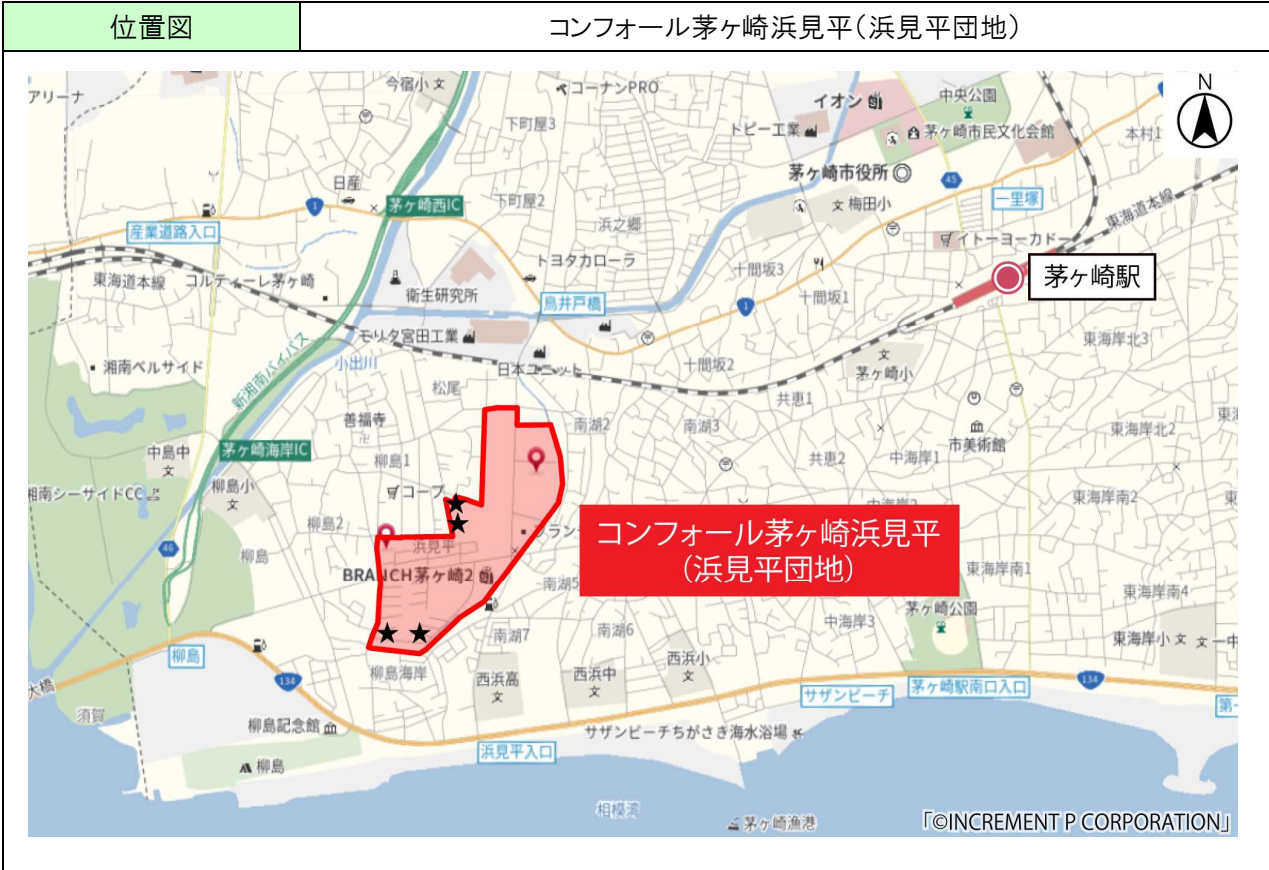 位置図
コンフォール茅ヶ崎浜見平(浜見平団地)
アリーナ
今宿小
コーナンPRO
イオン
中央公園
N
下町屋3
トピー工業
茅ヶ崎市民文化会館
本村1
茅ヶ崎市役所
日産
45
1
茅ヶ崎西IC
下町屋2
梅田小
一里塚
産業道路入口
浜之郷
イトーヨーカドー
東海道本線
トヨタカローラ
十間坂3
東海道本線
コルティーレ茅ヶ崎
茅ヶ崎駅
衛生研究所
鳥井戸橋
1
十間坂1
モリタ宮田工業
東海岸北3
新湘南バイパス
小出川
湘南ベルサイド
日本ユニット
十間坂2
茅ヶ崎小
松尾
共恵1
善福寺
南湖2
南湖3
市美術館
東海岸北2
中島中
茅ヶ崎海岸IC
柳島1
共恵2
中海岸1
湘南シーサイドCC
柳島小
コープ
東海岸南2
柳島2
浜見平
コンフォール茅ヶ崎浜見平
(浜見平団地)
46
柳島
BRANCH茅ヶ崎2
南湖5
東海岸南1
東海岸南4
茅ヶ崎公園
南湖7
南湖6
中海岸3
東海岸小
一中
柳島
柳島海岸
西浜高
西浜中
西浜小
134
サザンビーチ
茅ヶ崎駅南口入口
134
大橋
須賀
柳島記念館
サザンビーチちがさき海水浴場
浜見平入口
柳島
相模湾
茅ヶ崎漁港
「©INCREMENT P CORPORATION」